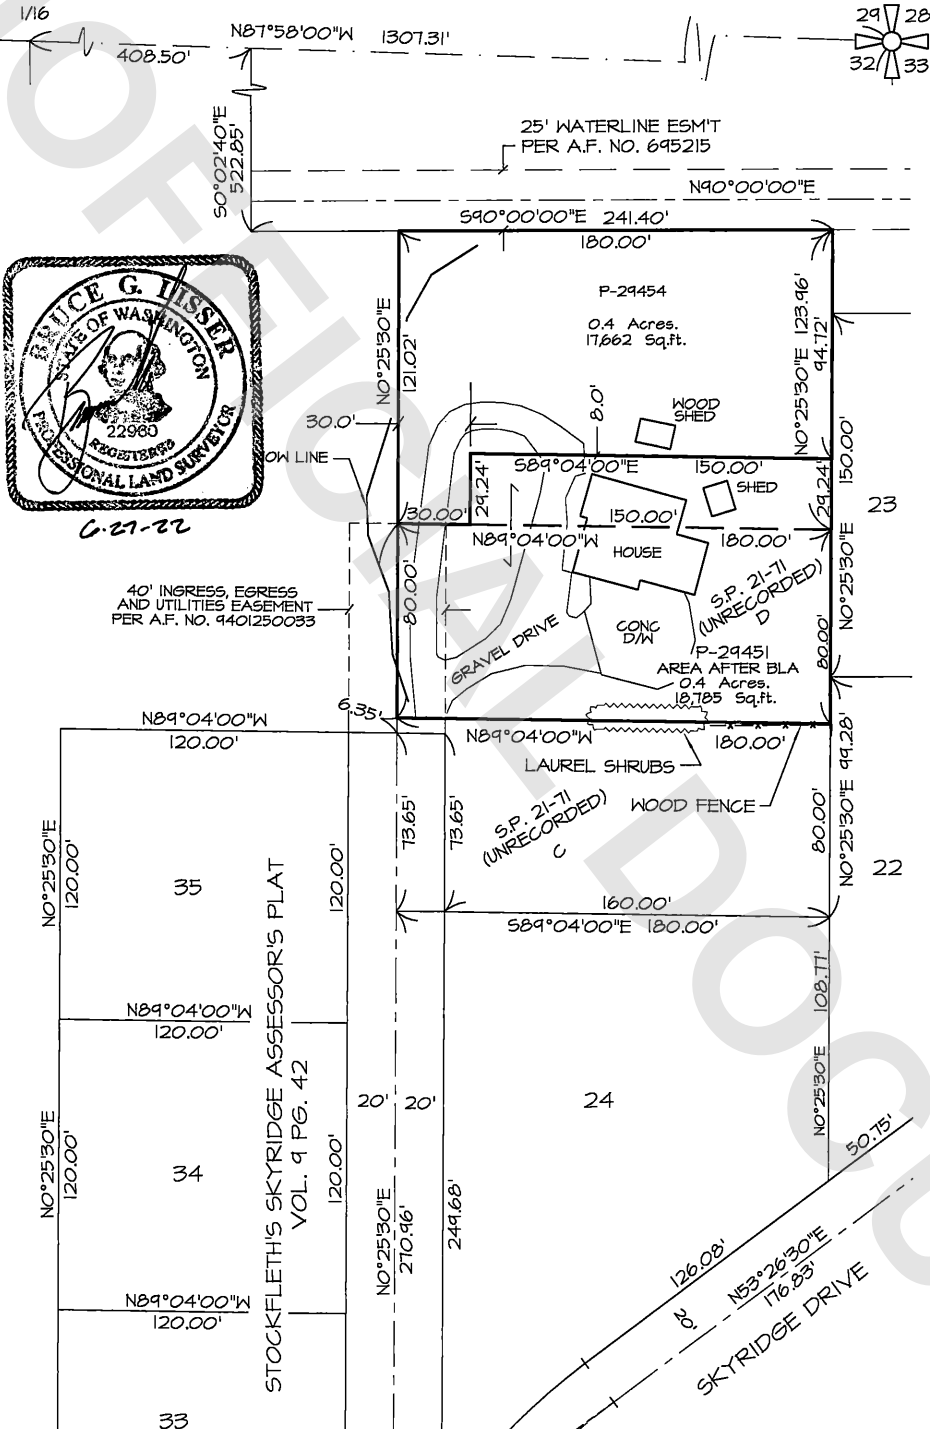 1/16
N87°58'00"W 1307.31'
408.50'
29 28
32 33
S0°02'40"E
522.85'
25' WATERLINE ESM'T
PER A.F. NO. 695215
N90°00'00"E
S90°00'00"E 241.40'
180.00'
P-29454
0.4 Acres.
17,662 Sq.ft.
N0°25'30"E
121.02'
N0°25'30"E 123.96'
94.72'
150.00'
BRUCE G. LISSER
STATE OF WASHINGTON
22960
REGISTERED
PROFESSIONAL LAND SURVEYOR
6-27-22
30.0'
OW LINE
8.0'
WOOD
SHED
S89°04'00"E 150.00'
29.24'
SHED
29.24'
23
30.00'
150.00'
N89°04'00"W 180.00'
HOUSE
N0°25'30"E
40' INGRESS, EGRESS
AND UTILITIES EASEMENT
PER A.F. NO. 9401250033
80.00'
GRAVEL DRIVE
CONC
D/W
S.P. 21-71
(UNRECORDED)
D
80.00'
P-29451
AREA AFTER BLA
0.4 Acres.
18,785 Sq.ft.
6.35'
N89°04'00"W
120.00'
N89°04'00"W 180.00'
LAUREL SHRUBS
WOOD FENCE
N0°25'30"E 99.28'
80.00'
S.P. 21-71
(UNRECORDED)
C
73.65'
73.65'
22
N0°25'30"E
120.00'
35
120.00'
160.00'
S89°04'00"E 180.00'
108.77'
N0°25'30"E
STOCKFLETH'S SKYRIDGE ASSESSOR'S PLAT
VOL. 9 PG. 42
N89°04'00"W
120.00'
20' 20'
24
N0°25'30"E
120.00'
34
120.00'
N0°25'30"E
270.96'
249.68'
50.75'
126.08'
N53°26'30"E
176.83'
20'
SKYRIDGE DRIVE
N89°04'00"W
120.00'
33
UNOFFICIAL DOCU